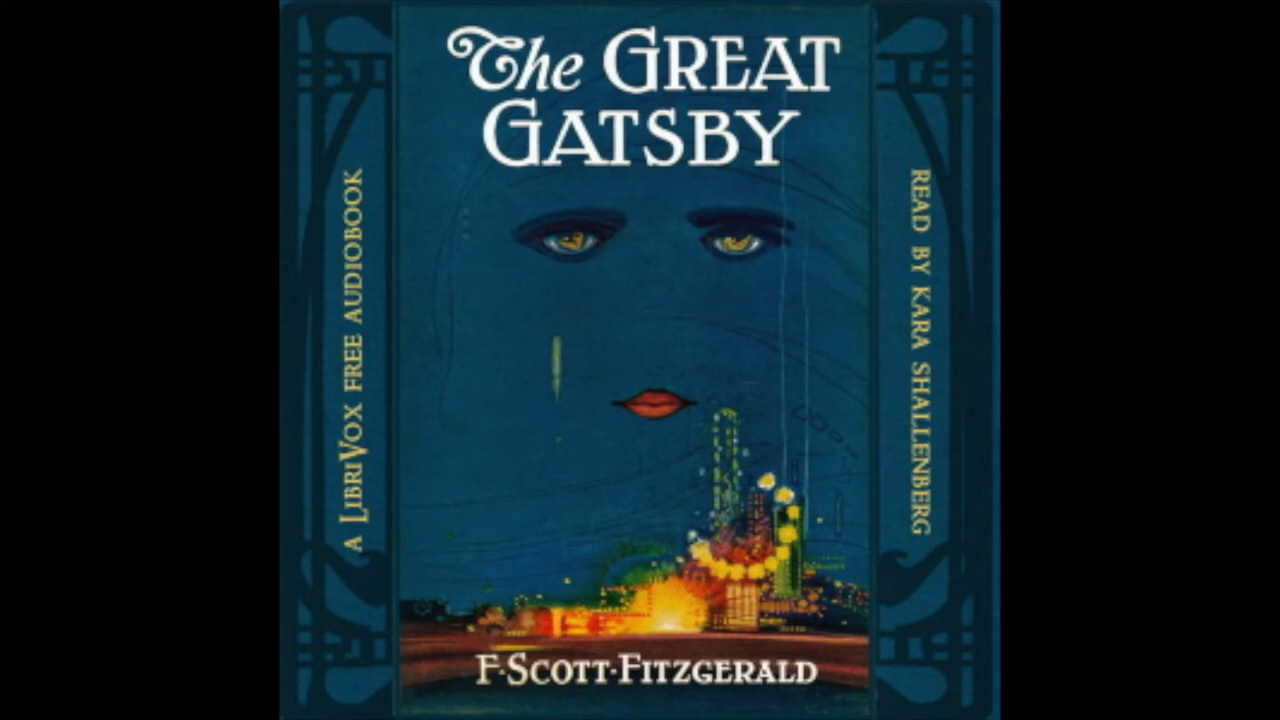 The GREAT
GATSBY
A LIBRIVOX FREE AUDIOBOOK
READ BY KARA SHALLENBERG
F·SCOTT·FITZGERALD